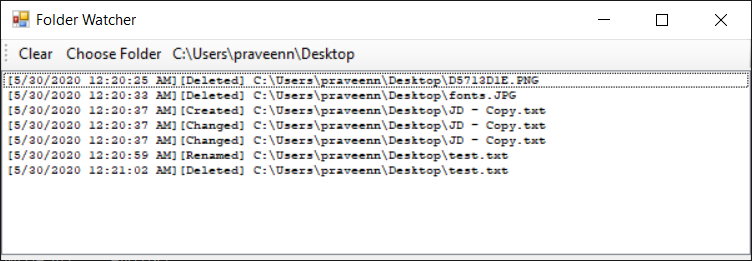 Folder Watcher
Clear Choose Folder C:\Users\praveenn\Desktop
[5/30/2020 12:20:25 AM][Deleted] C:\Users\praveenn\Desktop\D5713D1E.PNG
[5/30/2020 12:20:33 AM][Deleted] C:\Users\praveenn\Desktop\fonts.JPG
[5/30/2020 12:20:37 AM][Created] C:\Users\praveenn\Desktop\JD - Copy.txt
[5/30/2020 12:20:37 AM][Changed] C:\Users\praveenn\Desktop\JD - Copy.txt
[5/30/2020 12:20:37 AM][Changed] C:\Users\praveenn\Desktop\JD - Copy.txt
[5/30/2020 12:20:59 AM][Renamed] C:\Users\praveenn\Desktop\test.txt
[5/30/2020 12:21:02 AM][Deleted] C:\Users\praveenn\Desktop\test.txt